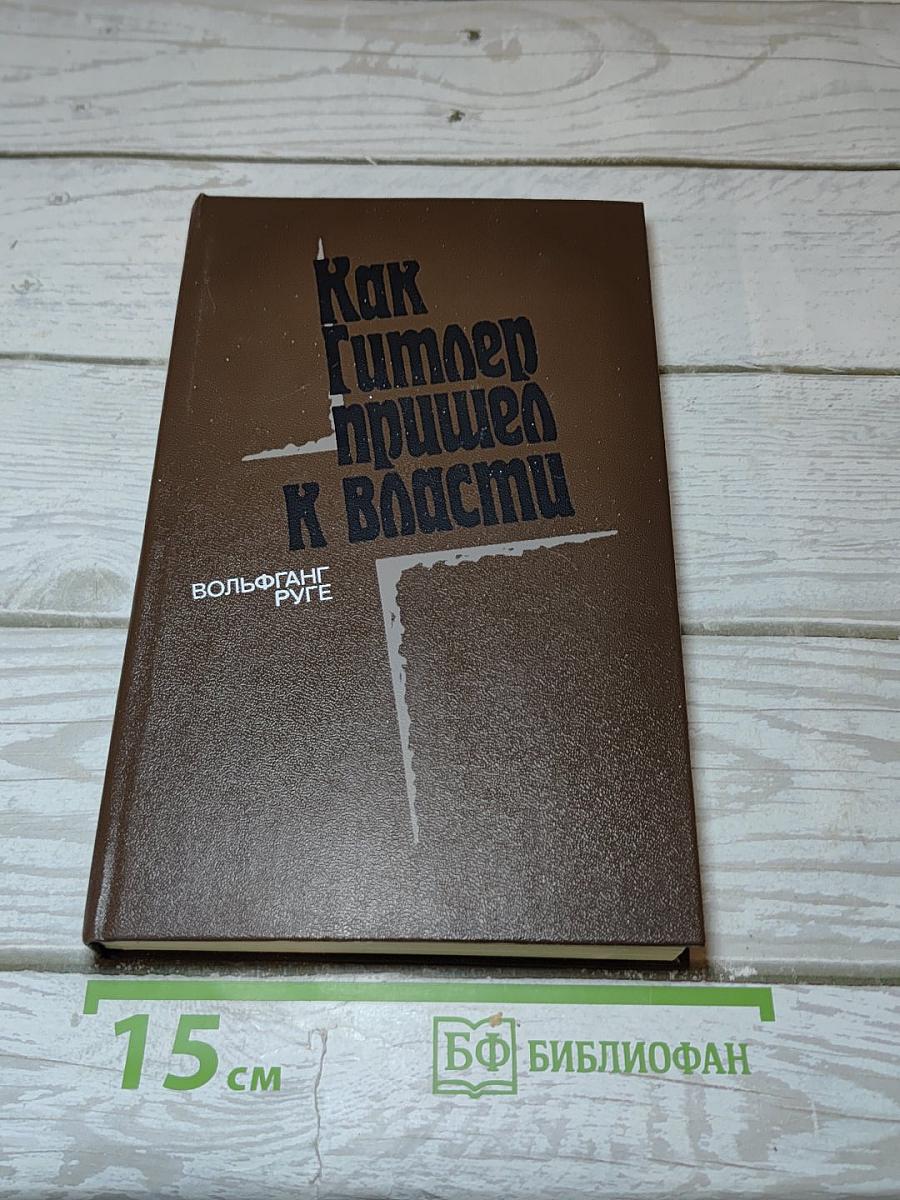 Как
Гитлер
пришел
к власти
ВОЛЬФГАНГ
РУГЕ
15 см
БФ БИБЛИОФАН